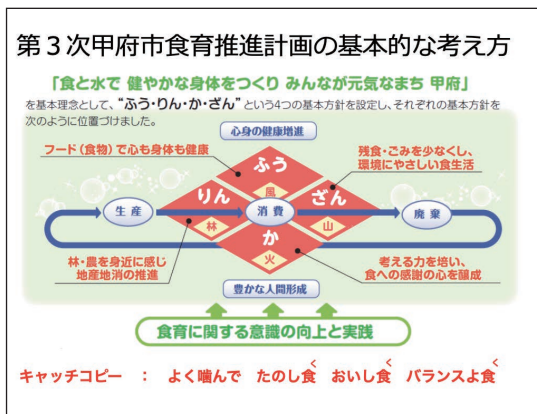 第３次甲府市食育推進計画の基本的な考え方
「食と水で 健やかな身体をつくり みんなが元気なまち 甲府」
を基本理念として、“ふう・りん・か・ざん”という4つの基本方針を設定し、それぞれの基本方針を
次のように位置づけました。
心身の健康増進
フード（食物）で心も身体も健康
残食・ごみを少なくし、
環境にやさしい食生活
ふう
風
りん
林
ざん
山
か
火
生産
消費
廃棄
林・農を身近に感じ
地産地消の推進
考える力を培い、
食への感謝の心を醸成
豊かな人間形成
食育に関する意識の向上と実践
キャッチコピー ： よく噛んで たのし食 おいし食 バランスよ食
く く く